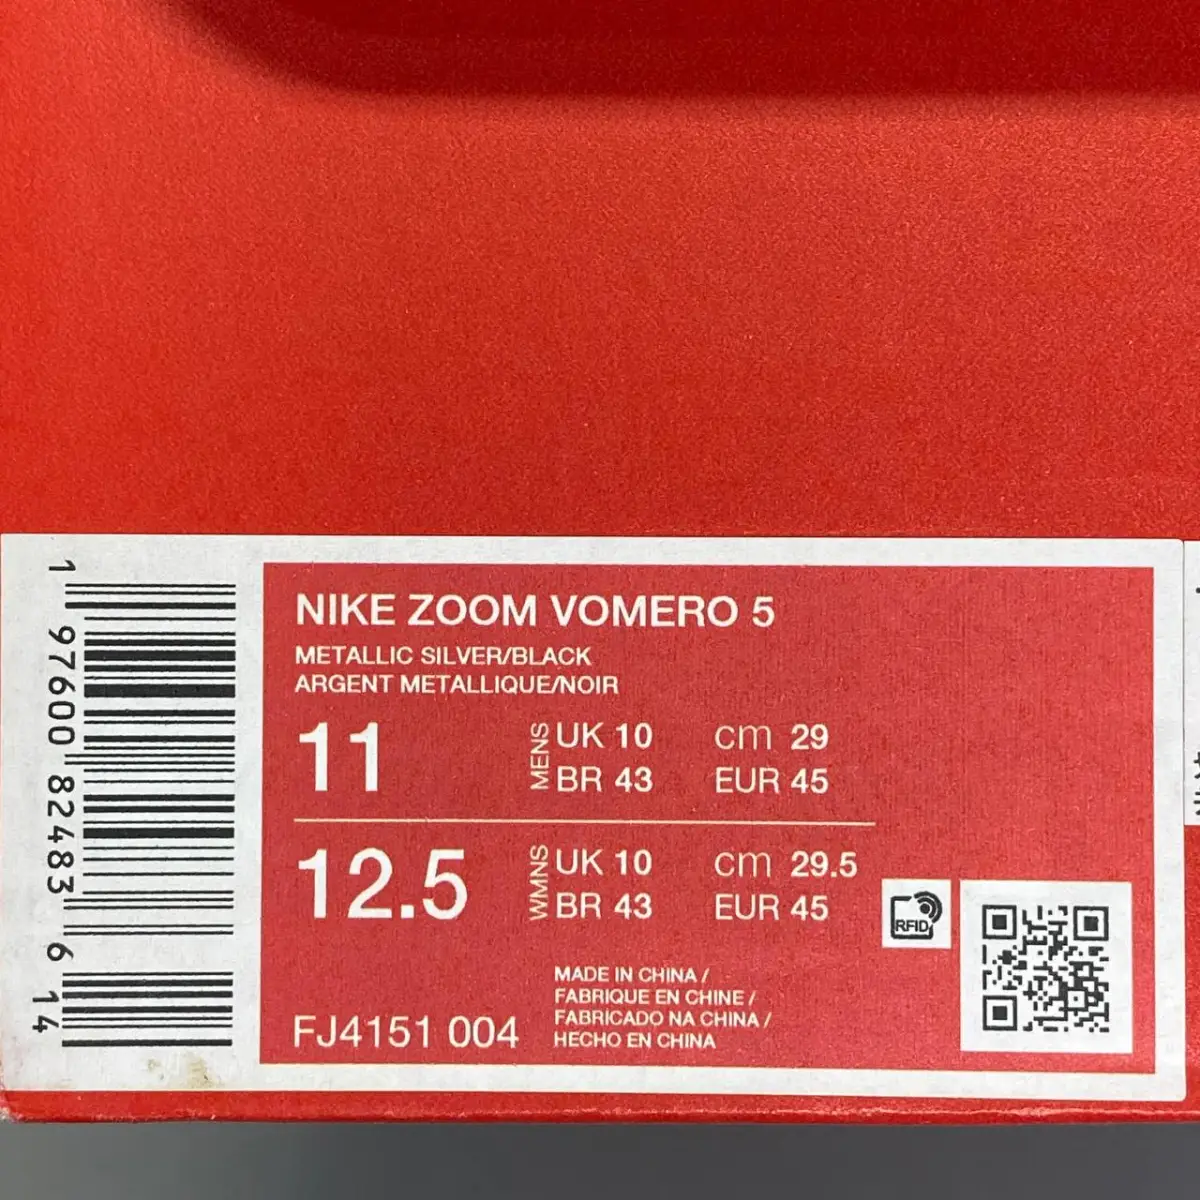 1 97600 82483 6 14
NIKE ZOOM VOMERO 5
METALLIC SILVER/BLACK
ARGENT METALLIQUE/NOIR
11 MENS UK 10 cm 29
BR 43 EUR 45
12.5 WMNS UK 10 cm 29.5
BR 43 EUR 45
RFID
MADE IN CHINA /
FABRIQUE EN CHINE /
FABRICADO NA CHINA /
HECHO EN CHINA
FJ4151 004